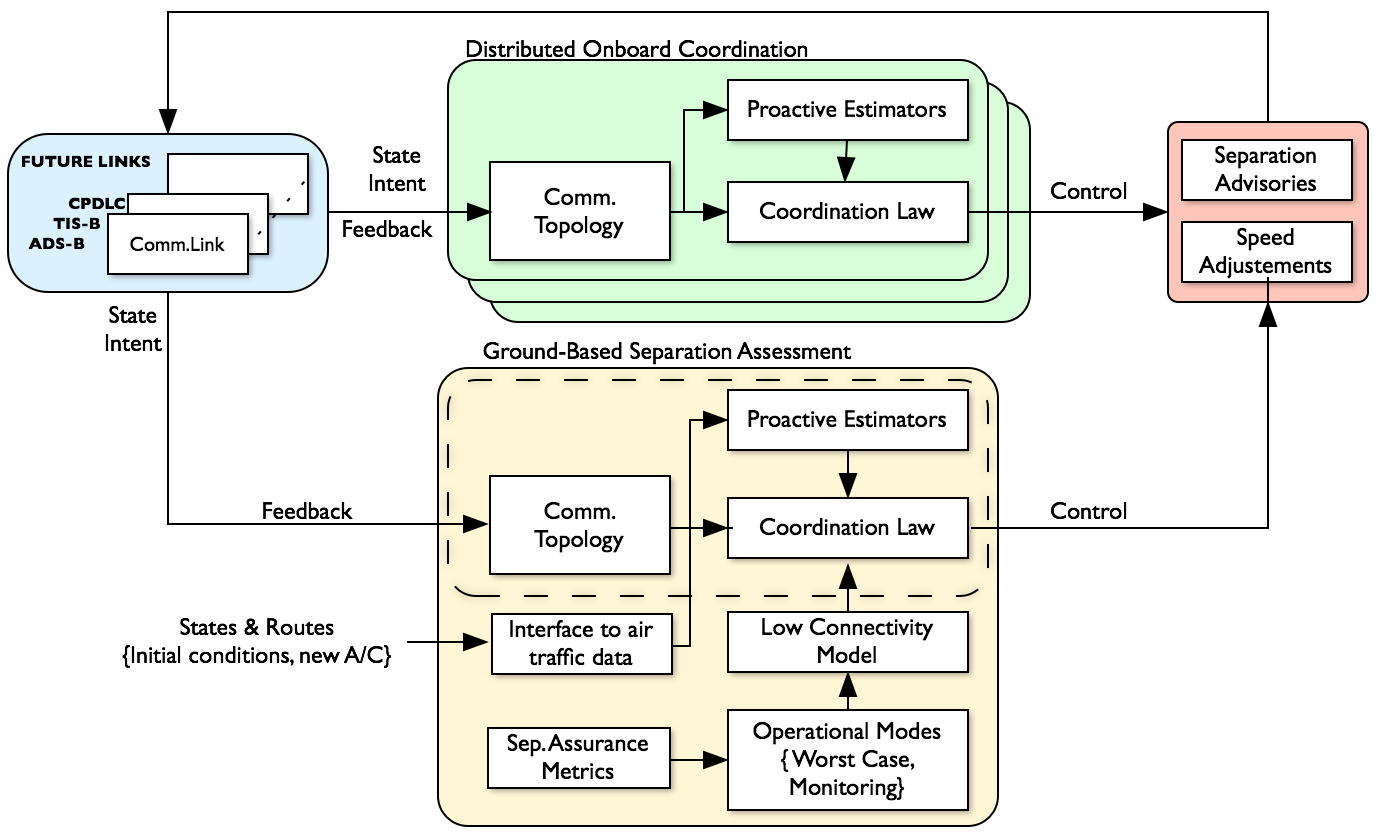 Distributed Onboard Coordination
Proactive Estimators
FUTURE LINKS
CPDLC
TIS-B
ADS-B
Comm.Link
State
Intent
Feedback
Comm.
Topology
Coordination Law
Control
Separation
Advisories
Speed
Adjustements
State
Intent
Ground-Based Separation Assessment
Proactive Estimators
Feedback
Comm.
Topology
Coordination Law
Control
States & Routes
{Initial conditions, new A/C}
Interface to air
traffic data
Low Connectivity
Model
Sep. Assurance
Metrics
Operational Modes
{ Worst Case,
Monitoring}